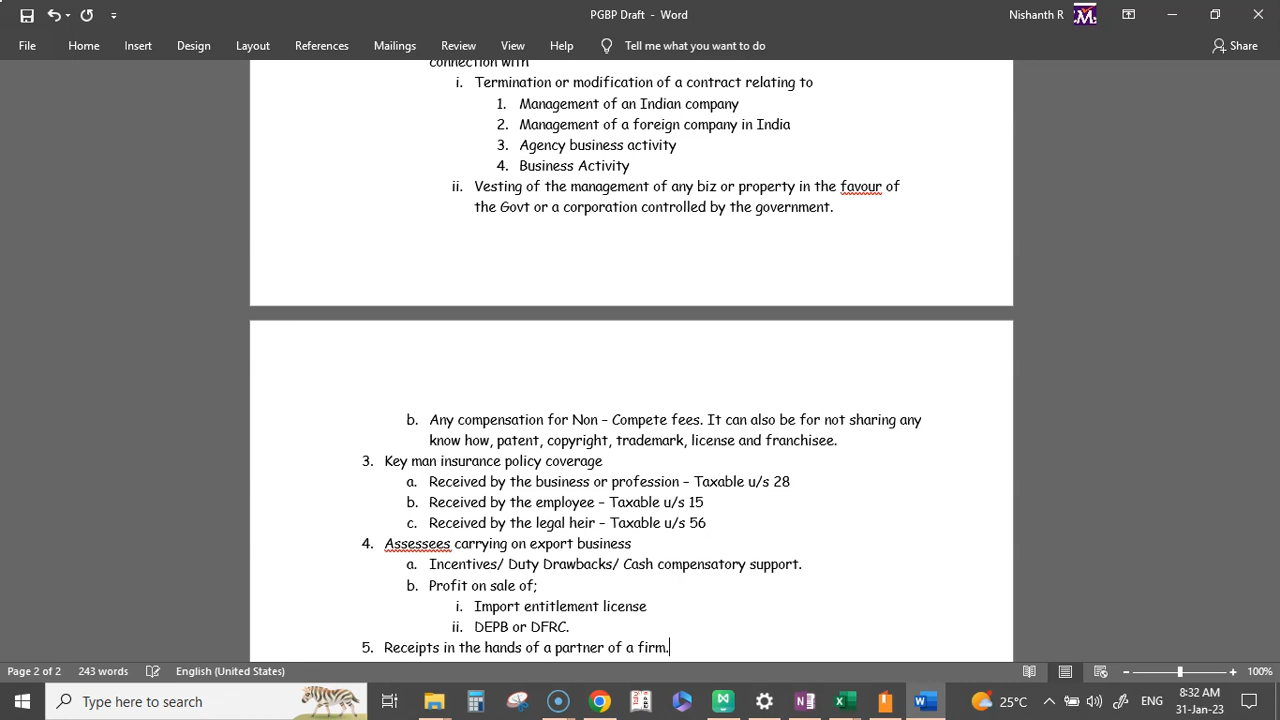 PGBP Draft - Word
Nishanth R
File Home Insert Design Layout References Mailings Review View Help Tell me what you want to do Share
connection with
i. Termination or modification of a contract relating to
1. Management of an Indian company
2. Management of a foreign company in India
3. Agency business activity
4. Business Activity
ii. Vesting of the management of any biz or property in the favour of
the Govt or a corporation controlled by the government.
b. Any compensation for Non – Compete fees. It can also be for not sharing any
know how, patent, copyright, trademark, license and franchisee.
3. Key man insurance policy coverage
a. Received by the business or profession – Taxable u/s 28
b. Received by the employee – Taxable u/s 15
c. Received by the legal heir – Taxable u/s 56
4. Assessees carrying on export business
a. Incentives/ Duty Drawbacks/ Cash compensatory support.
b. Profit on sale of;
i. Import entitlement license
ii. DEPB or DFRC.
5. Receipts in the hands of a partner of a firm.
Page 2 of 2 243 words English (United States) 100%
Type here to search
25°C ENG 8:32 AM
31-Jan-23